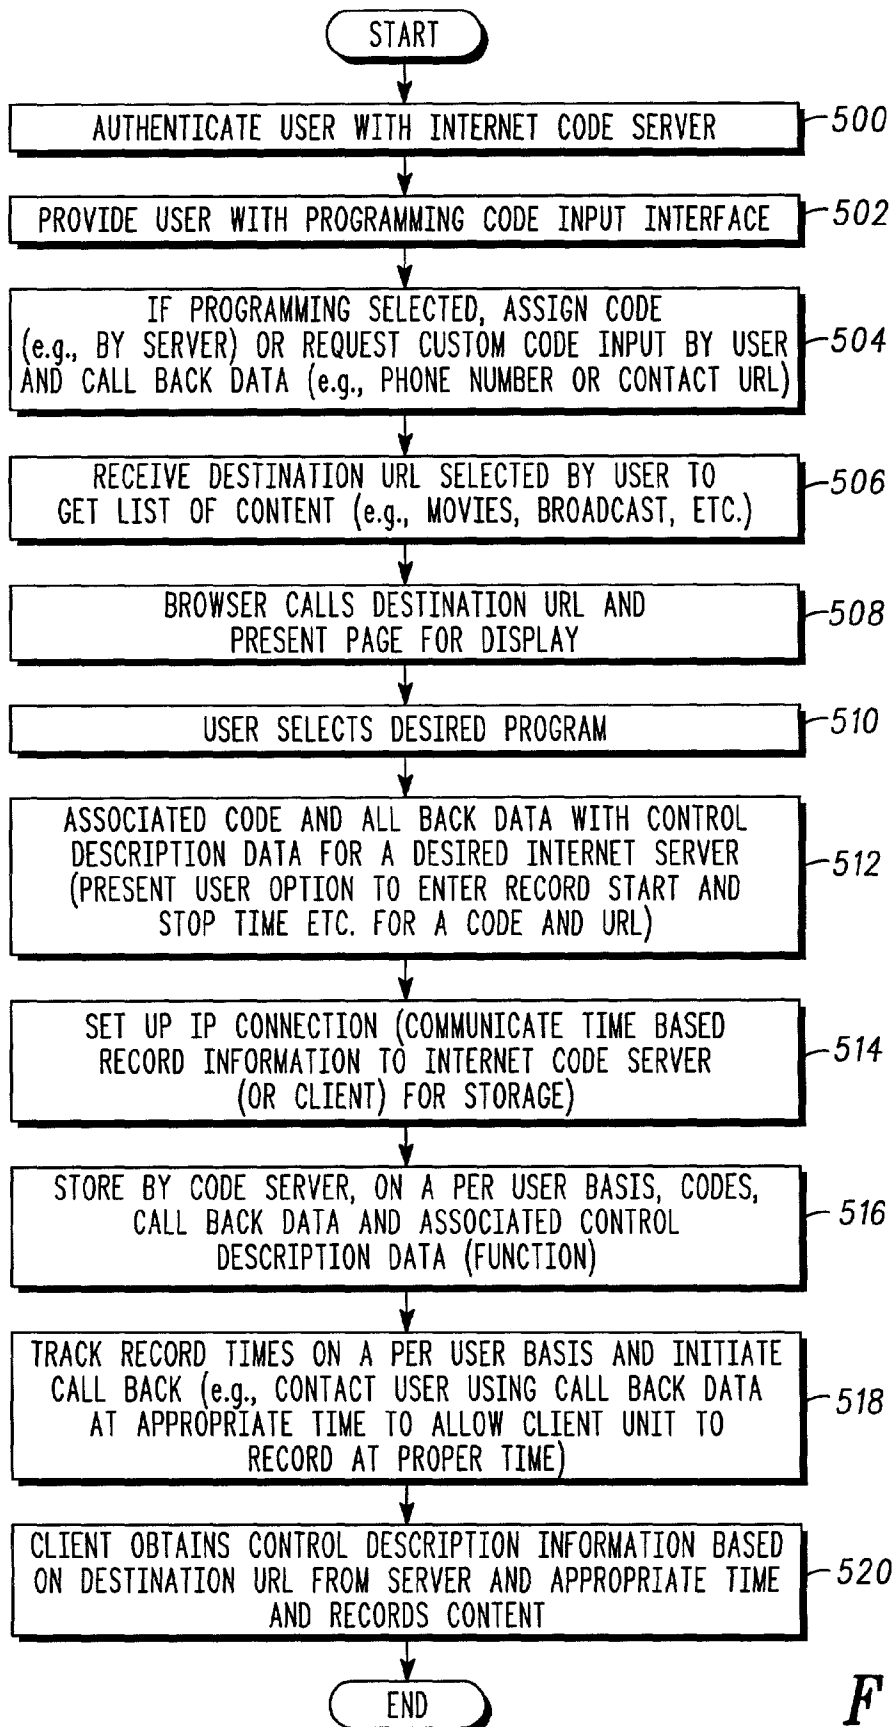 START
AUTHENTICATE USER WITH INTERNET CODE SERVER
500
PROVIDE USER WITH PROGRAMMING CODE INPUT INTERFACE
502
IF PROGRAMMING SELECTED, ASSIGN CODE
(e.g., BY SERVER) OR REQUEST CUSTOM CODE INPUT BY USER
AND CALL BACK DATA (e.g., PHONE NUMBER OR CONTACT URL)
504
RECEIVE DESTINATION URL SELECTED BY USER TO
GET LIST OF CONTENT (e.g., MOVIES, BROADCAST, ETC.)
506
BROWSER CALLS DESTINATION URL AND
PRESENT PAGE FOR DISPLAY
508
USER SELECTS DESIRED PROGRAM
510
ASSOCIATED CODE AND ALL BACK DATA WITH CONTROL
DESCRIPTION DATA FOR A DESIRED INTERNET SERVER
(PRESENT USER OPTION TO ENTER RECORD START AND
STOP TIME ETC. FOR A CODE AND URL)
512
SET UP IP CONNECTION (COMMUNICATE TIME BASED
RECORD INFORMATION TO INTERNET CODE SERVER
(OR CLIENT) FOR STORAGE)
514
STORE BY CODE SERVER, ON A PER USER BASIS, CODES,
CALL BACK DATA AND ASSOCIATED CONTROL
DESCRIPTION DATA (FUNCTION)
516
TRACK RECORD TIMES ON A PER USER BASIS AND INITIATE
CALL BACK (e.g., CONTACT USER USING CALL BACK DATA
AT APPROPRIATE TIME TO ALLOW CLIENT UNIT TO
RECORD AT PROPER TIME)
518
CLIENT OBTAINS CONTROL DESCRIPTION INFORMATION BASED
ON DESTINATION URL FROM SERVER AND APPROPRIATE TIME
AND RECORDS CONTENT
520
END
F